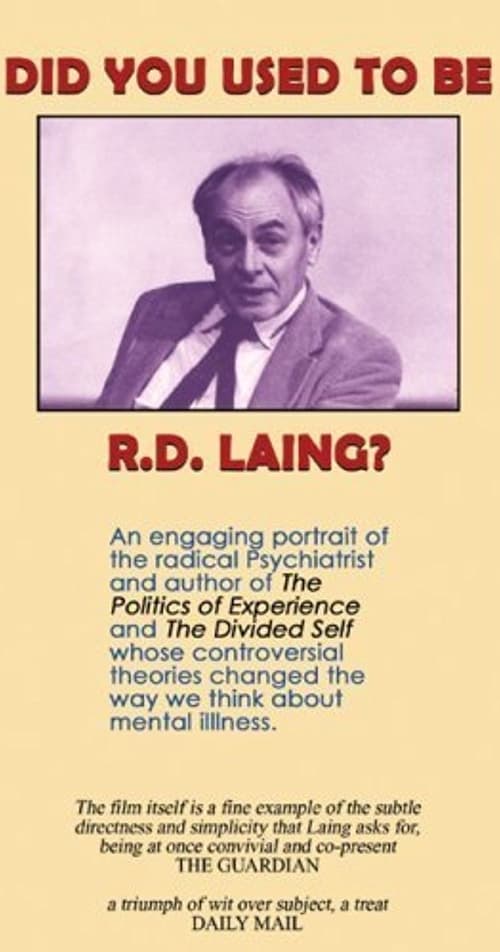 DID YOU USED TO BE
R.D. LAING?
An engaging portrait of
the radical Psychiatrist
and author of The
Politics of Experience
and The Divided Self
whose controversial
theories changed the
way we think about
mental illlness.
The film itself is a fine example of the subtle
directness and simplicity that Laing asks for,
being at once convivial and co-present
THE GUARDIAN
a triumph of wit over subject, a treat
DAILY MAIL